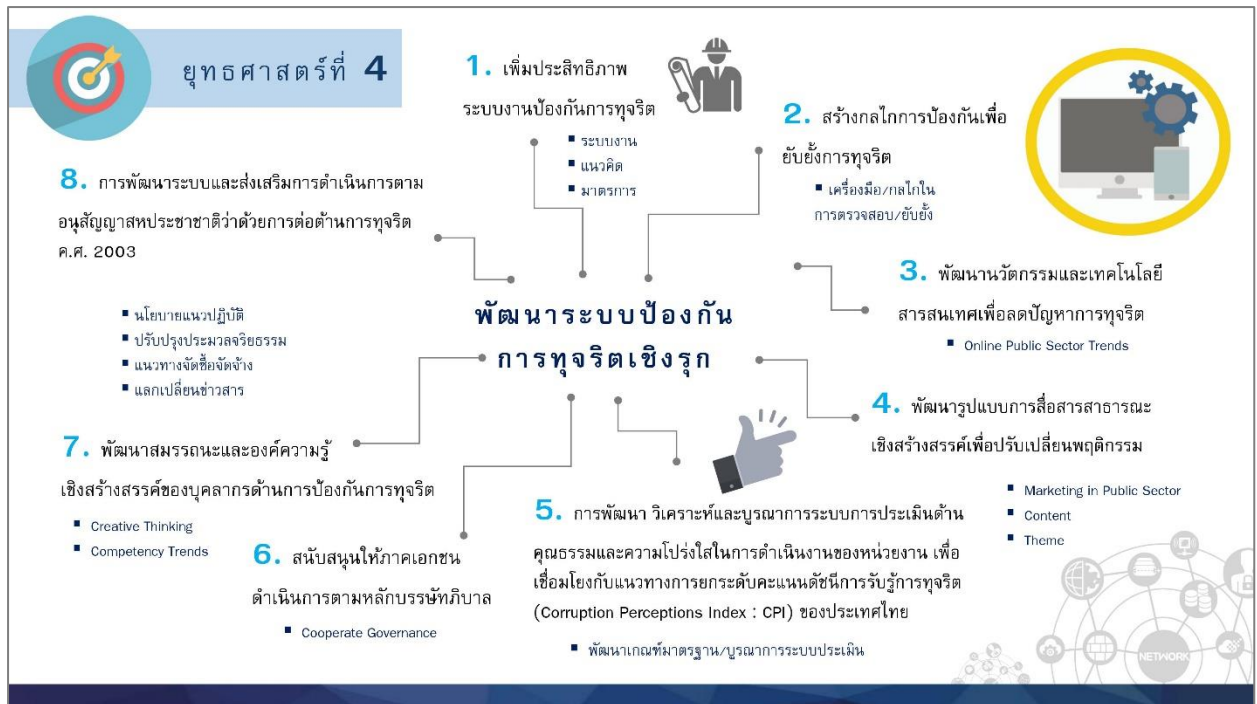 ยุทธศาสตร์ที่ 4
1. เพิ่มประสิทธิภาพ
ระบบงานป้องกันการทุจริต
▪ ระบบงาน
▪ แนวคิด
▪ มาตรการ
2. สร้างกลไกการป้องกันเพื่อ
ยับยั้งการทุจริต
▪ เครื่องมือ/กลไกใน
การตรวจสอบ/ยับยั้ง
3. พัฒนานวัตกรรมและเทคโนโลยี
สารสนเทศเพื่อลดปัญหาการทุจริต
▪ Online Public Sector Trends
4. พัฒนารูปแบบการสื่อสารสาธารณะ
เชิงสร้างสรรค์เพื่อปรับเปลี่ยนพฤติกรรม
▪ Marketing in Public Sector
▪ Content
▪ Theme
5. การพัฒนา วิเคราะห์และบูรณาการระบบการประเมินด้าน
คุณธรรมและความโปร่งใสในการดำเนินงานของหน่วยงาน เพื่อ
เชื่อมโยงกับแนวทางการยกระดับคะแนนดัชนีการรับรู้การทุจริต
(Corruption Perceptions Index : CPI) ของประเทศไทย
▪ พัฒนาเกณฑ์มาตรฐาน/บูรณาการระบบประเมิน
6. สนับสนุนให้ภาคเอกชน
ดำเนินการตามหลักบรรษัทภิบาล
▪ Cooperate Governance
7. พัฒนาสมรรถนะและองค์ความรู้
เชิงสร้างสรรค์ของบุคลากรด้านการป้องกันการทุจริต
▪ Creative Thinking
▪ Competency Trends
8. การพัฒนาระบบและส่งเสริมการดำเนินการตาม
อนุสัญญาสหประชาชาติว่าด้วยการต่อต้านการทุจริต
ค.ศ. 2003
▪ นโยบายแนวปฏิบัติ
▪ ปรับปรุงประมวลจริยธรรม
▪ แนวทางจัดซื้อจัดจ้าง
▪ แลกเปลี่ยนข่าวสาร
พัฒนาระบบป้องกัน
การทุจริตเชิงรุก
NETWORK